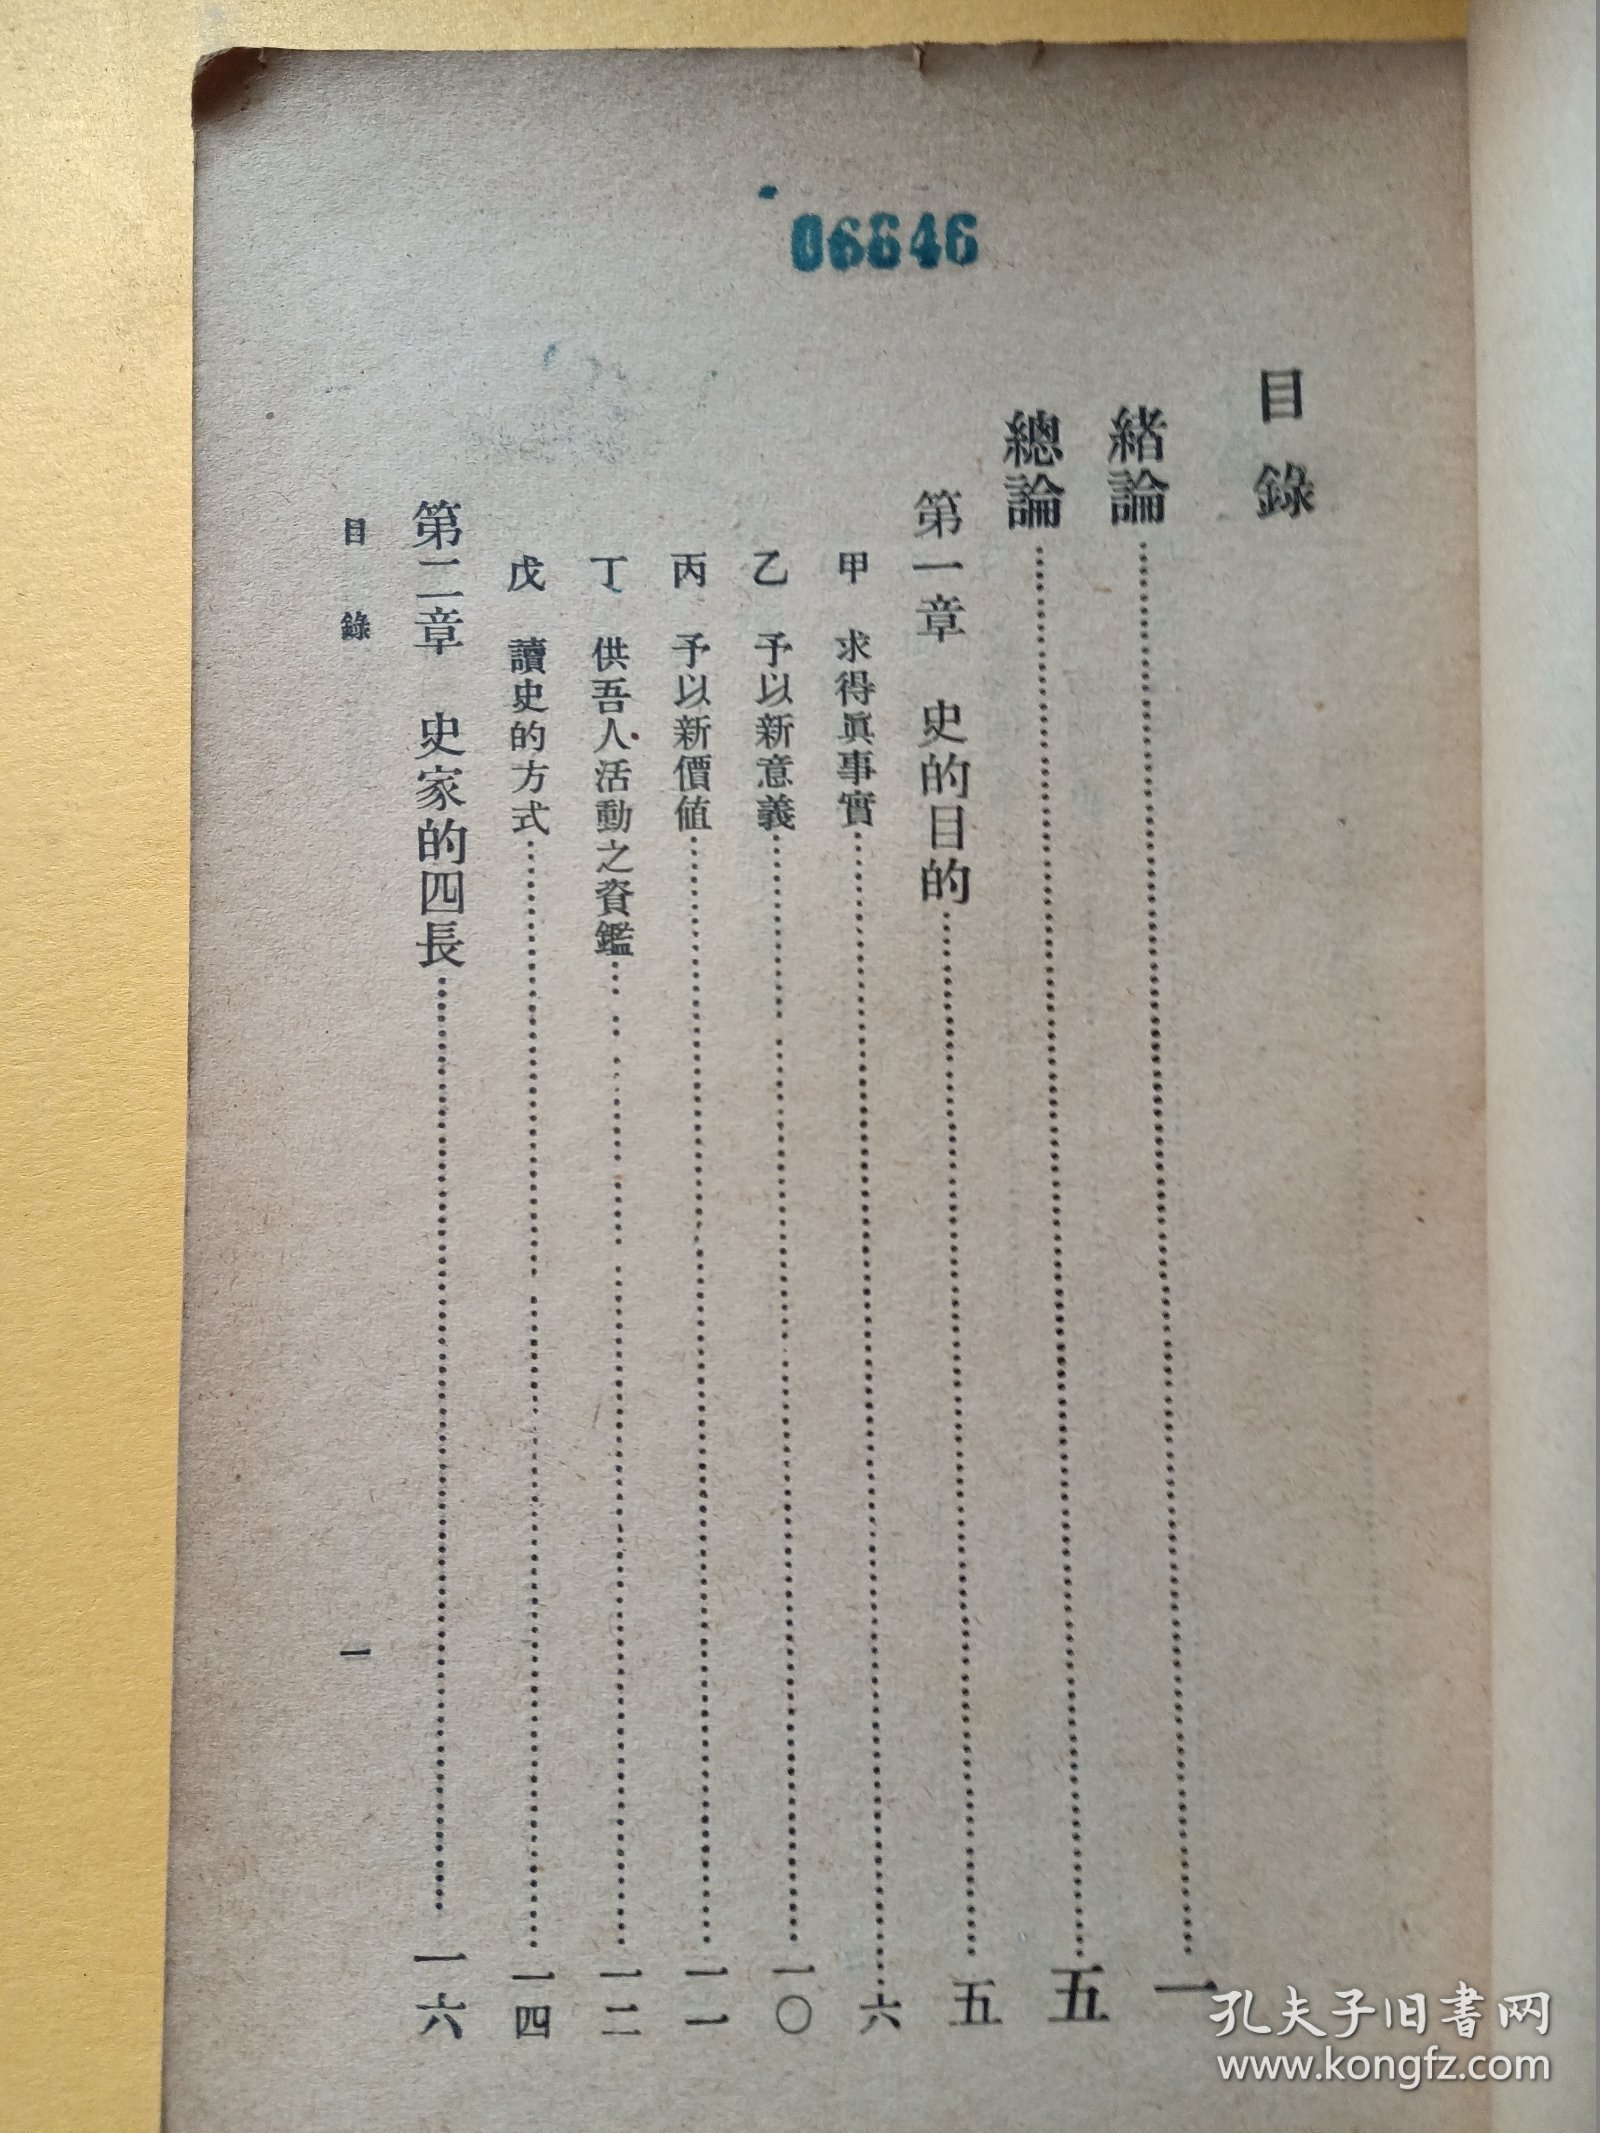 06646
目錄
緒論……一
總論……五
第一章 史的目的……五
甲 求得眞事實……六
乙 予以新意義……一〇
丙 予以新價值……一一
丁 供吾人活動之資鑑……一二
戊 讀史的方式……一四
第二章 史家的四長……一六
目錄 一
孔夫子旧書网
www.kongfz.com